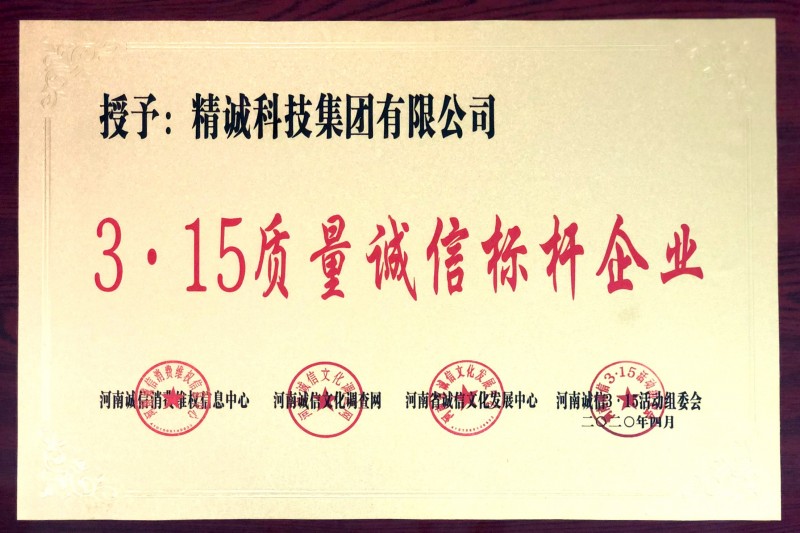 授予：精诚科技集团有限公司
3·15质量诚信标杆企业
河南诚信消费维权信息中心 河南诚信文化调查网 河南省诚信文化发展中心 河南诚信3·15活动组委会
二〇二〇年四月